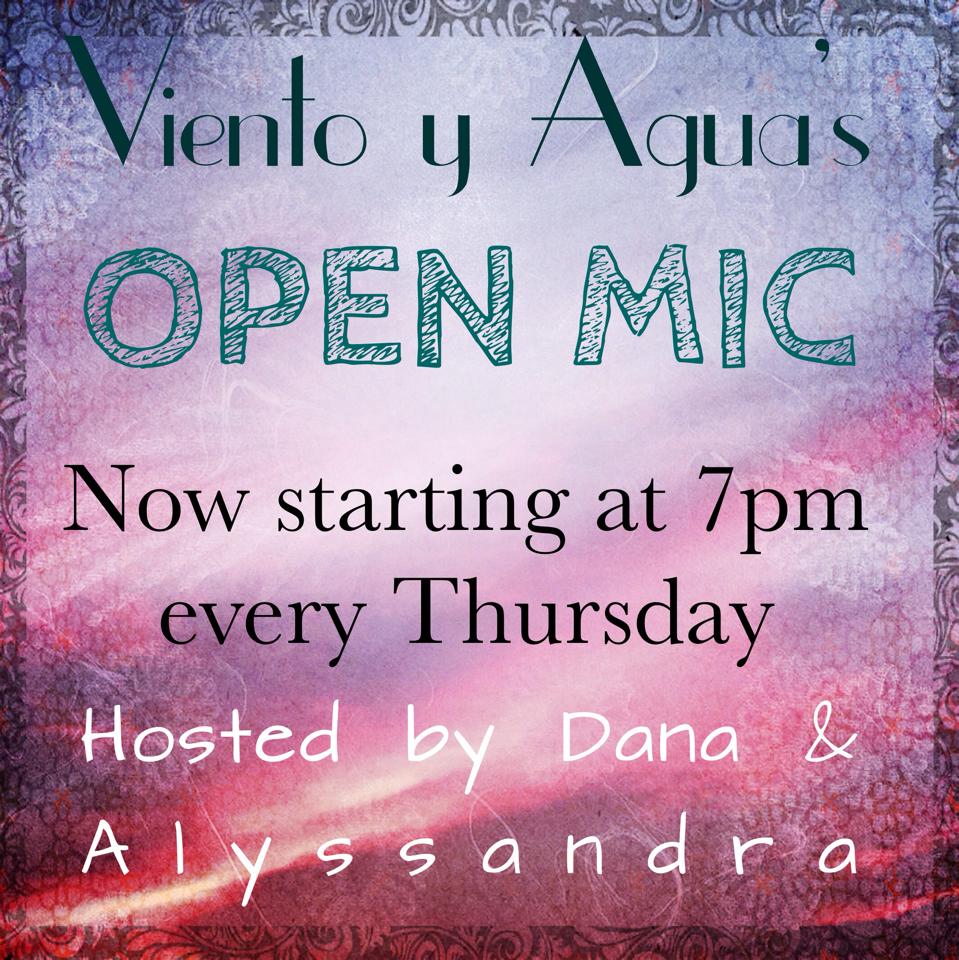 Viento y Agua's
OPEN MIC
Now starting at 7pm
every Thursday
Hosted by Dana &
Alyssandra